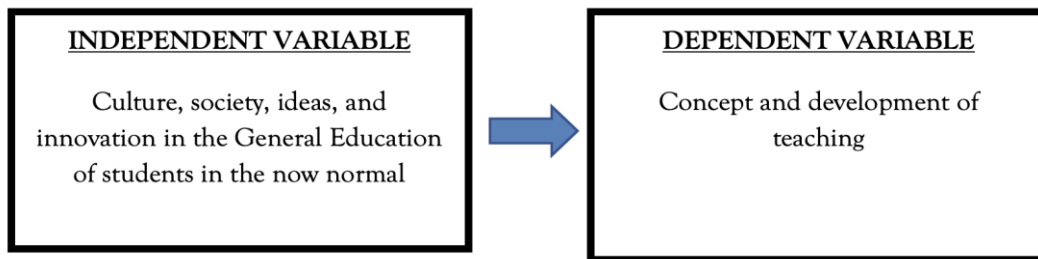 INDEPENDENT VARIABLE
Culture, society, ideas, and
innovation in the General Education
of students in the now normal
DEPENDENT VARIABLE
Concept and development of
teaching